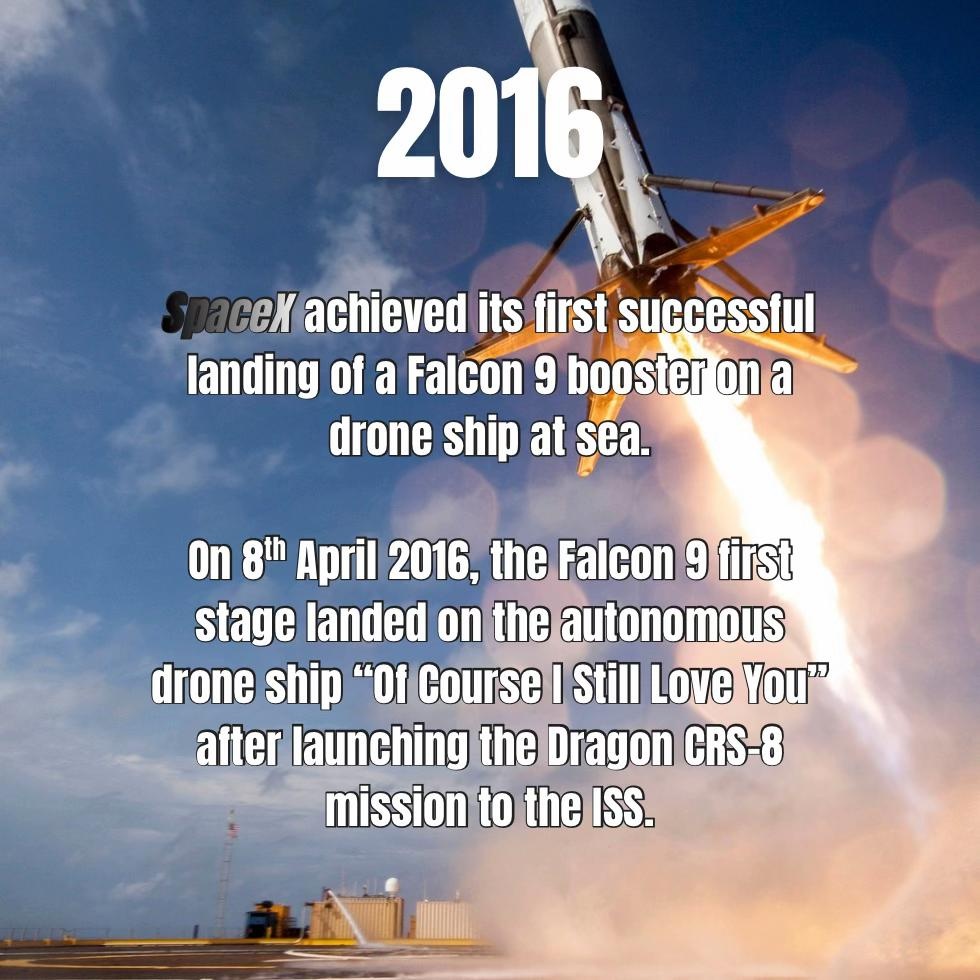 2016
SpaceX achieved its first successful
landing of a Falcon 9 booster on a
drone ship at sea.
On 8th April 2016, the Falcon 9 first
stage landed on the autonomous
drone ship “Of Course I Still Love You”
after launching the Dragon CRS-8
mission to the ISS.